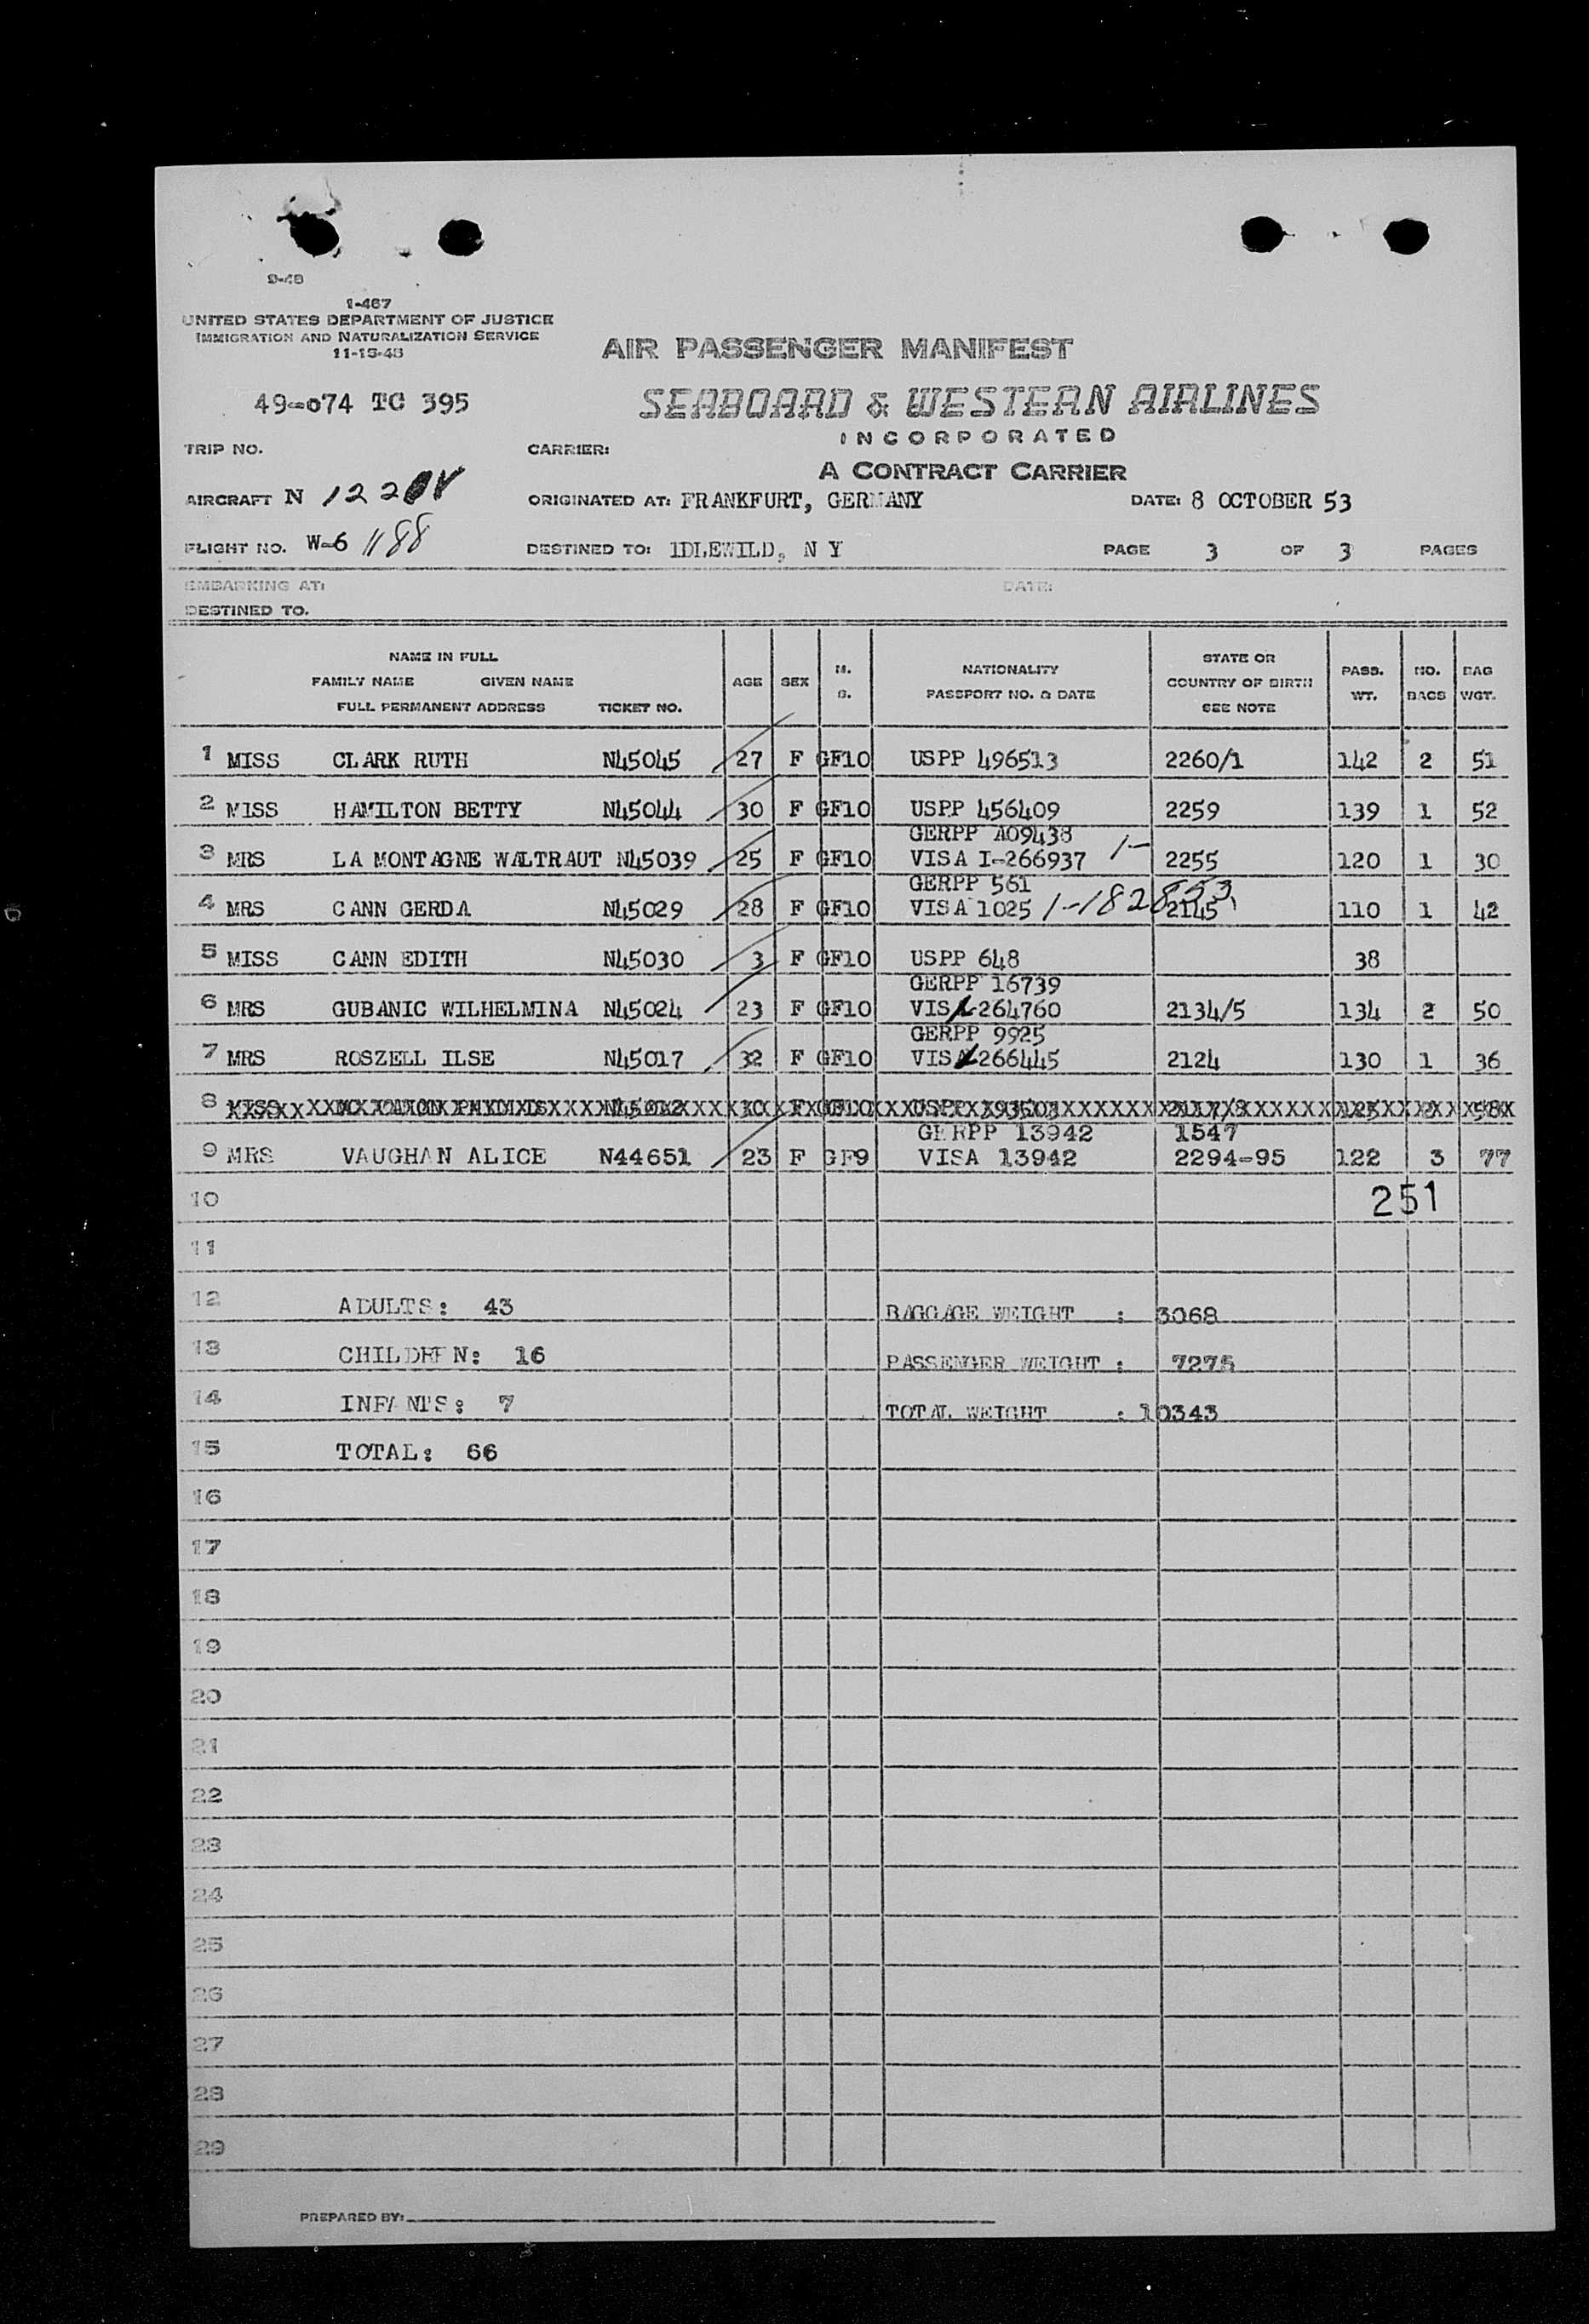 9-48
1-467
UNITED STATES DEPARTMENT OF JUSTICE
IMMIGRATION AND NATURALIZATION SERVICE
11-15-48
AIR PASSENGER MANIFEST
49-074 TC 395
SEABOARD & WESTERN AIRLINES
INCORPORATED
TRIP NO. CARRIER:
A CONTRACT CARRIER
AIRCRAFT N 122 V ORIGINATED AT: FRANKFURT, GERMANY DATE: 8 OCTOBER 53
FLIGHT NO. W-6 1188 DESTINED TO: IDLEWILD, N Y PAGE 3 OF 3 PAGES
EMBARKING AT: DATE:
DESTINED TO.
NAME IN FULL
FAMILY NAME GIVEN NAME
FULL PERMANENT ADDRESS TICKET NO.
AGE SEX M. G.
NATIONALITY
PASSPORT NO. & DATE
STATE OR
COUNTRY OF BIRTH
SEE NOTE
PASS. WT. NO. BAGS BAG WGT.
1 MISS CLARK RUTH N45045 27 F GF10 USPP 496513 2260/1 142 2 51
2 MISS HAMILTON BETTY N45044 30 F GF10 USPP 456409 2259 139 1 52
GERPP A09438
3 MRS LA MONTAGNE WALTRAUT N45039 25 F GF10 VISA I-266937 1- 2255 120 1 30
GERPP 561
4 MRS CANN GERDA N45029 28 F GF10 VISA 1025 1-182853 2145 110 1 42
5 MISS CANN EDITH N45030 3 F GF10 USPP 648 38
GERPP 16739
6 MRS GUBANIC WILHELMINA N45024 23 F GF10 VISA 264760 2134/5 134 2 50
GERPP 9925
7 MRS ROSZELL ILSE N45017 32 F GF10 VISA 266445 2124 130 1 36
8 MISS
GERPP 13942 1547
9 MRS VAUGHAN ALICE N44651 23 F GF9 VISA 13942 2294-95 122 3 77
10 251
11
12 ADULTS: 43 BAGGAGE WEIGHT : 3068
13 CHILDREN: 16 PASSENGER WEIGHT : 7275
14 INFANTS: 7 TOTAL WEIGHT : 10343
15 TOTAL: 66
16
17
18
19
20
21
22
23
24
25
26
27
28
29
PREPARED BY: